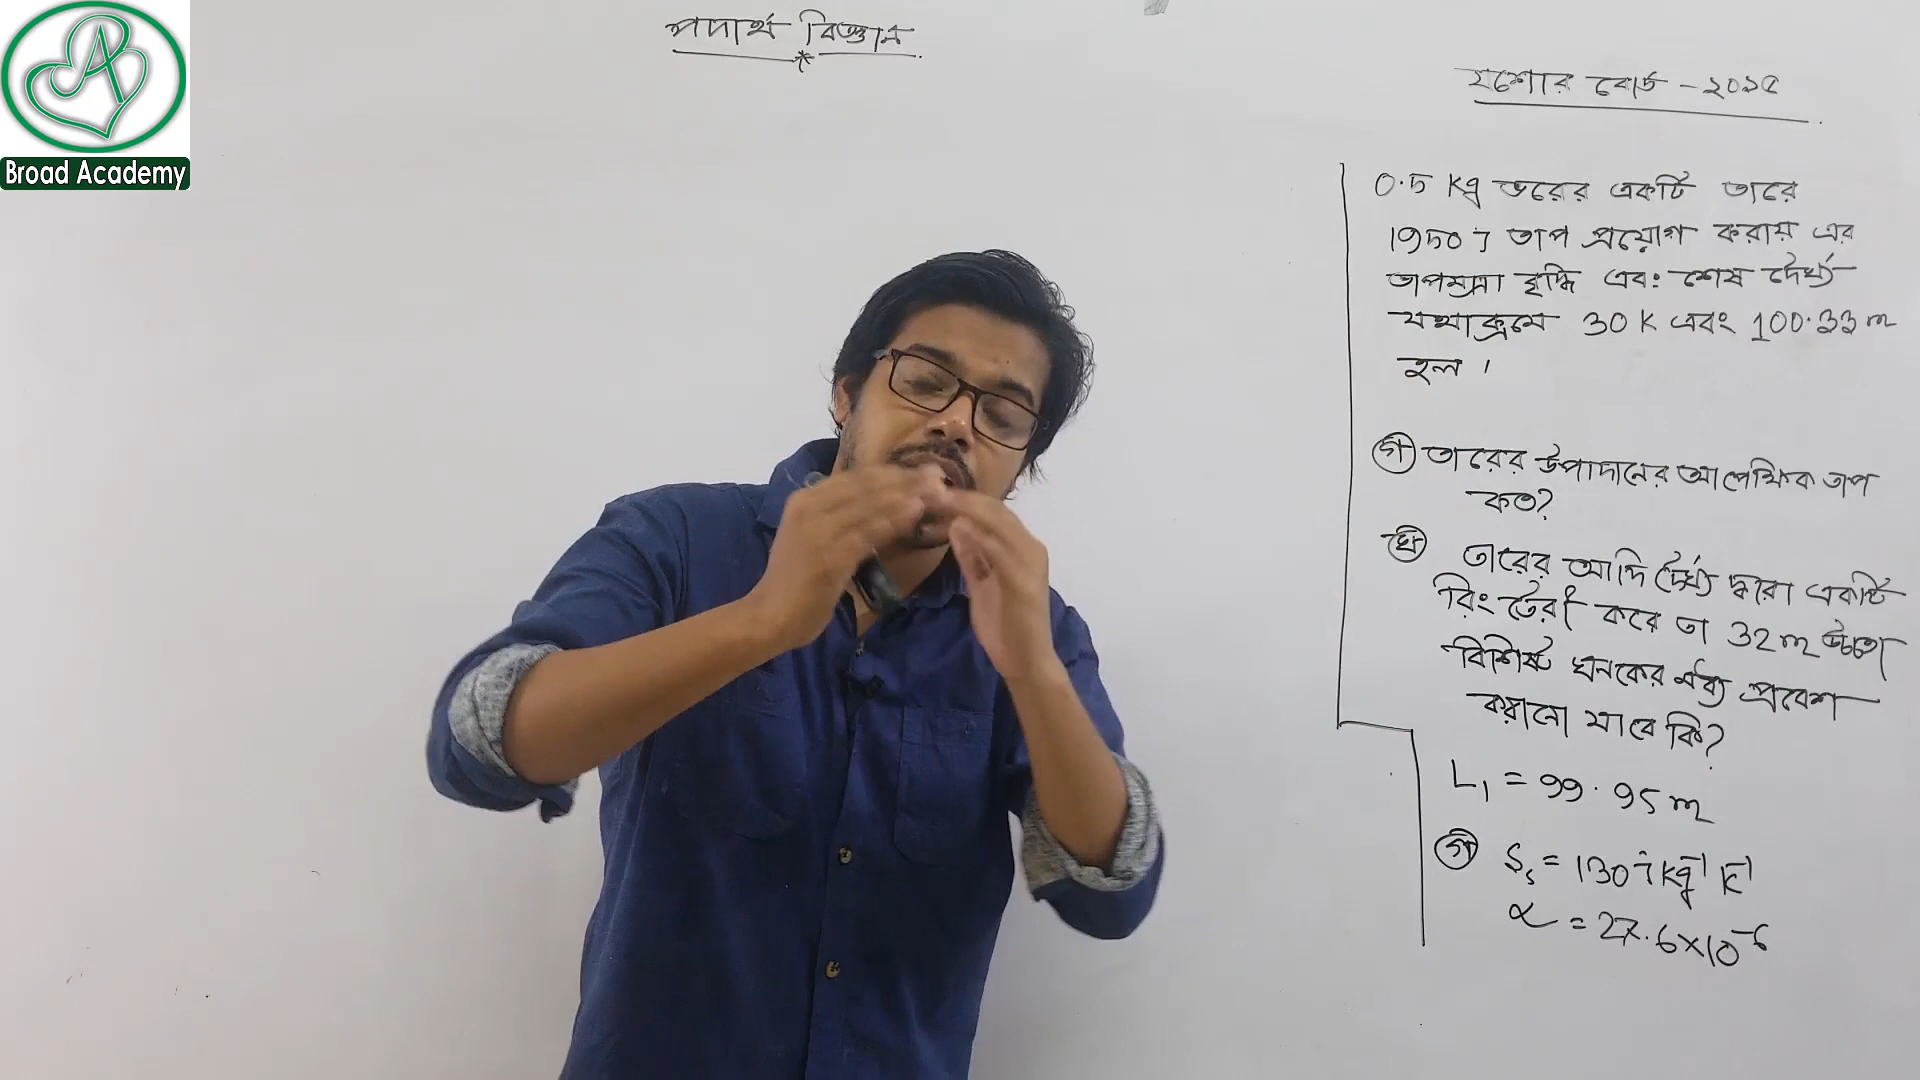 Broad Academy
পদার্থ বিজ্ঞান
যশোর বোর্ড - ২০১৫
0.5 Kg ভরের একটি তারে
1950 J তাপ প্রয়োগ করায় এর
তাপমাত্রা বৃদ্ধি এবং শেষ দৈর্ঘ্য
যথাক্রমে 30 K এবং 100.33 m
হল ।
গ তারের উপাদানের আপেক্ষিক তাপ
কত?
ঘ তারের আদি দৈর্ঘ্য দ্বারা একটি
রিং তৈরী করে তা 32 m উচ্চতা
বিশিষ্ট ঘনকের মধ্য প্রবেশ
করানো যাবে কি?
L₁ = 99.95 m
গ Sₛ = 130 J Kg⁻¹ K⁻¹
α = 27.6×10⁻⁶